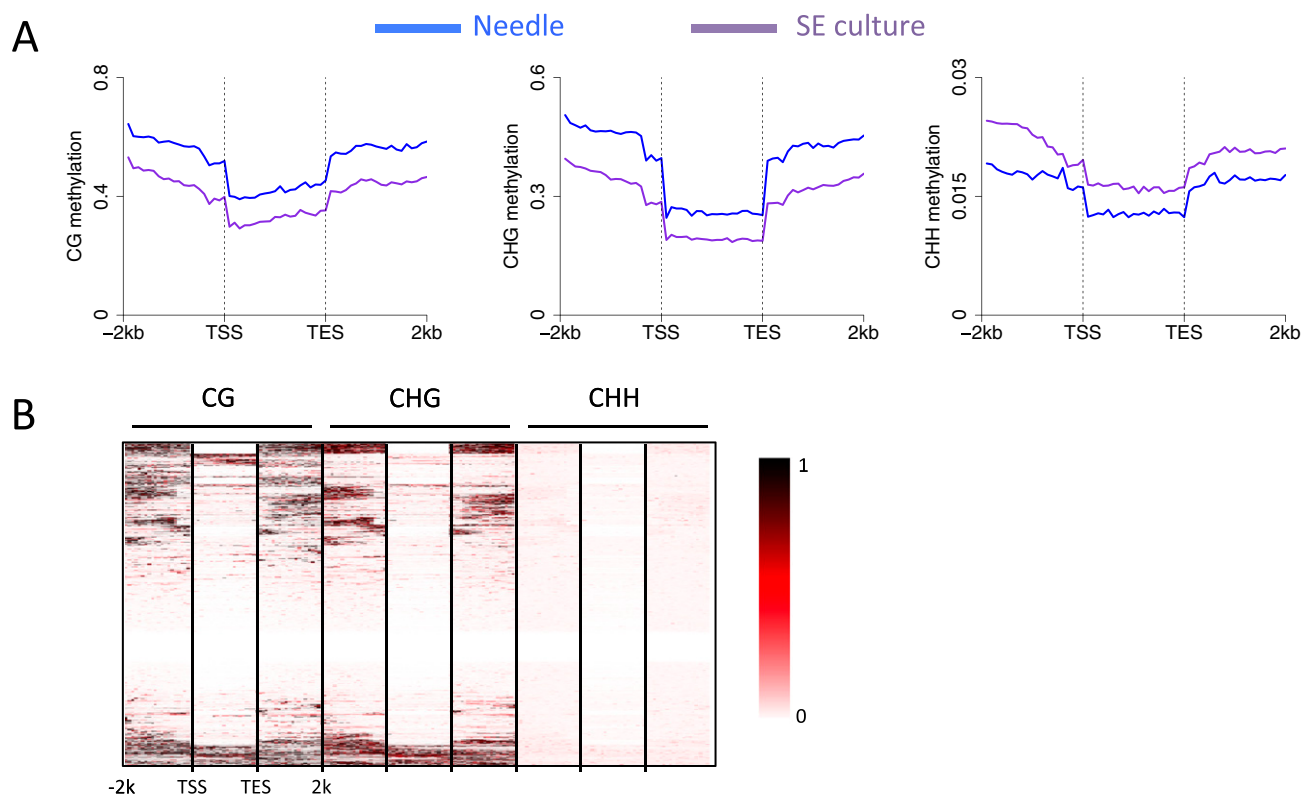 A
Needle
SE culture
0.8
0.4
0
CG methylation
−2kb TSS TES 2kb
0.6
0.3
0
CHG methylation
−2kb TSS TES 2kb
0.03
0.015
0
CHH methylation
−2kb TSS TES 2kb
B
CG CHG CHH
1
0
-2k TSS TES 2k